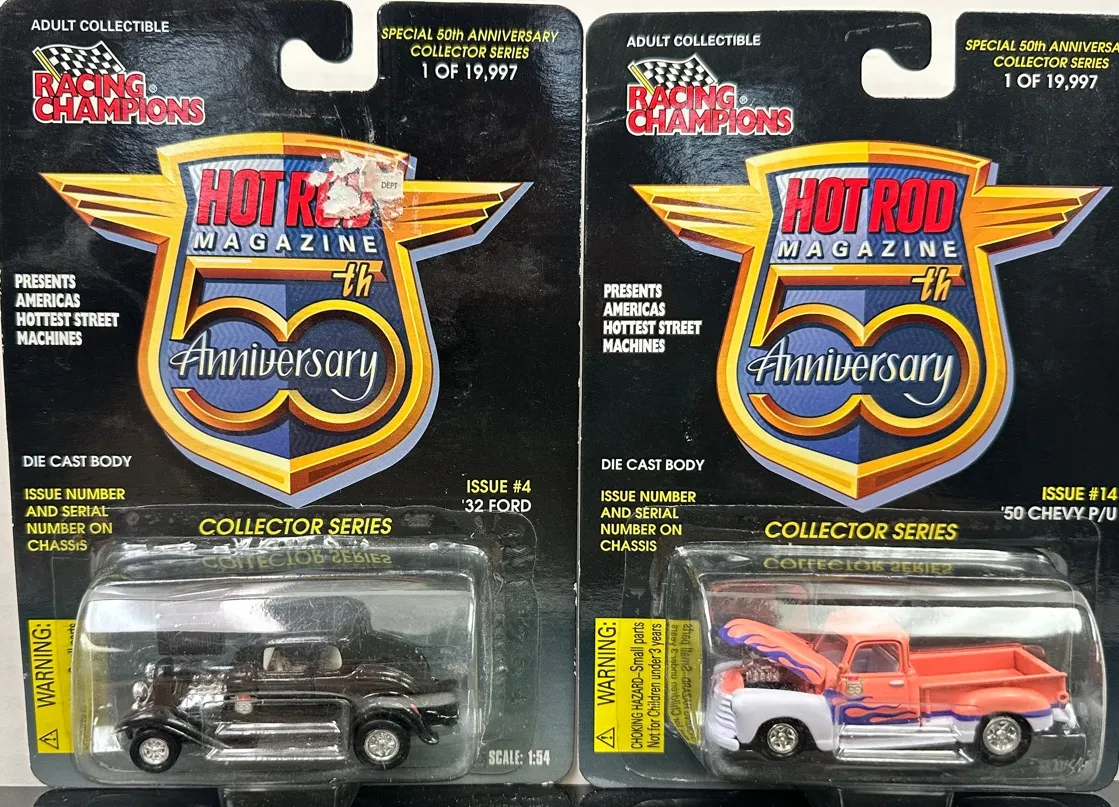 ADULT COLLECTIBLE
RACING
CHAMPIONS®
SPECIAL 50th ANNIVERSARY
COLLECTOR SERIES
1 OF 19,997
DEPT
HOT
MAGAZINE
50th
Anniversary
PRESENTS
AMERICAS
HOTTEST STREET
MACHINES
DIE CAST BODY
ISSUE NUMBER
AND SERIAL
NUMBER ON
CHASSIS
ISSUE #4
'32 FORD
COLLECTOR SERIES
WARNING:
SCALE: 1:54
ADULT COLLECTIBLE
RACING
CHAMPIONS®
SPECIAL 50th ANNIVERSA
COLLECTOR SERIES
1 OF 19,997
HOT ROD
MAGAZINE
50th
Anniversary
PRESENTS
AMERICAS
HOTTEST STREET
MACHINES
DIE CAST BODY
ISSUE NUMBER
AND SERIAL
NUMBER ON
CHASSIS
ISSUE #14
'50 CHEVY P/U
COLLECTOR SERIES
WARNING:
CHOKING HAZARD–Small parts
Not for Children under 3 years